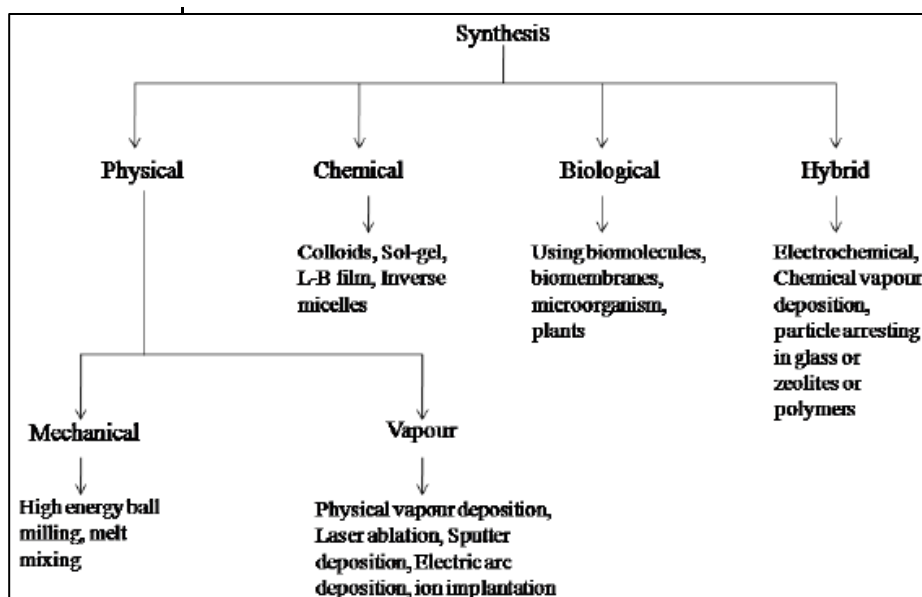 Synthesis
Physical
Chemical
Biological
Hybrid
Colloids, Sol-gel,
L-B film, Inverse
micelles
Using biomolecules,
biomembranes,
microorganism,
plants
Electrochemical,
Chemical vapour
deposition,
particle arresting
in glass or
zeolites or
polymers
Mechanical
Vapour
High energy ball
milling, melt
mixing
Physical vapour deposition,
Laser ablation, Sputter
deposition, Electric arc
deposition, ion implantation